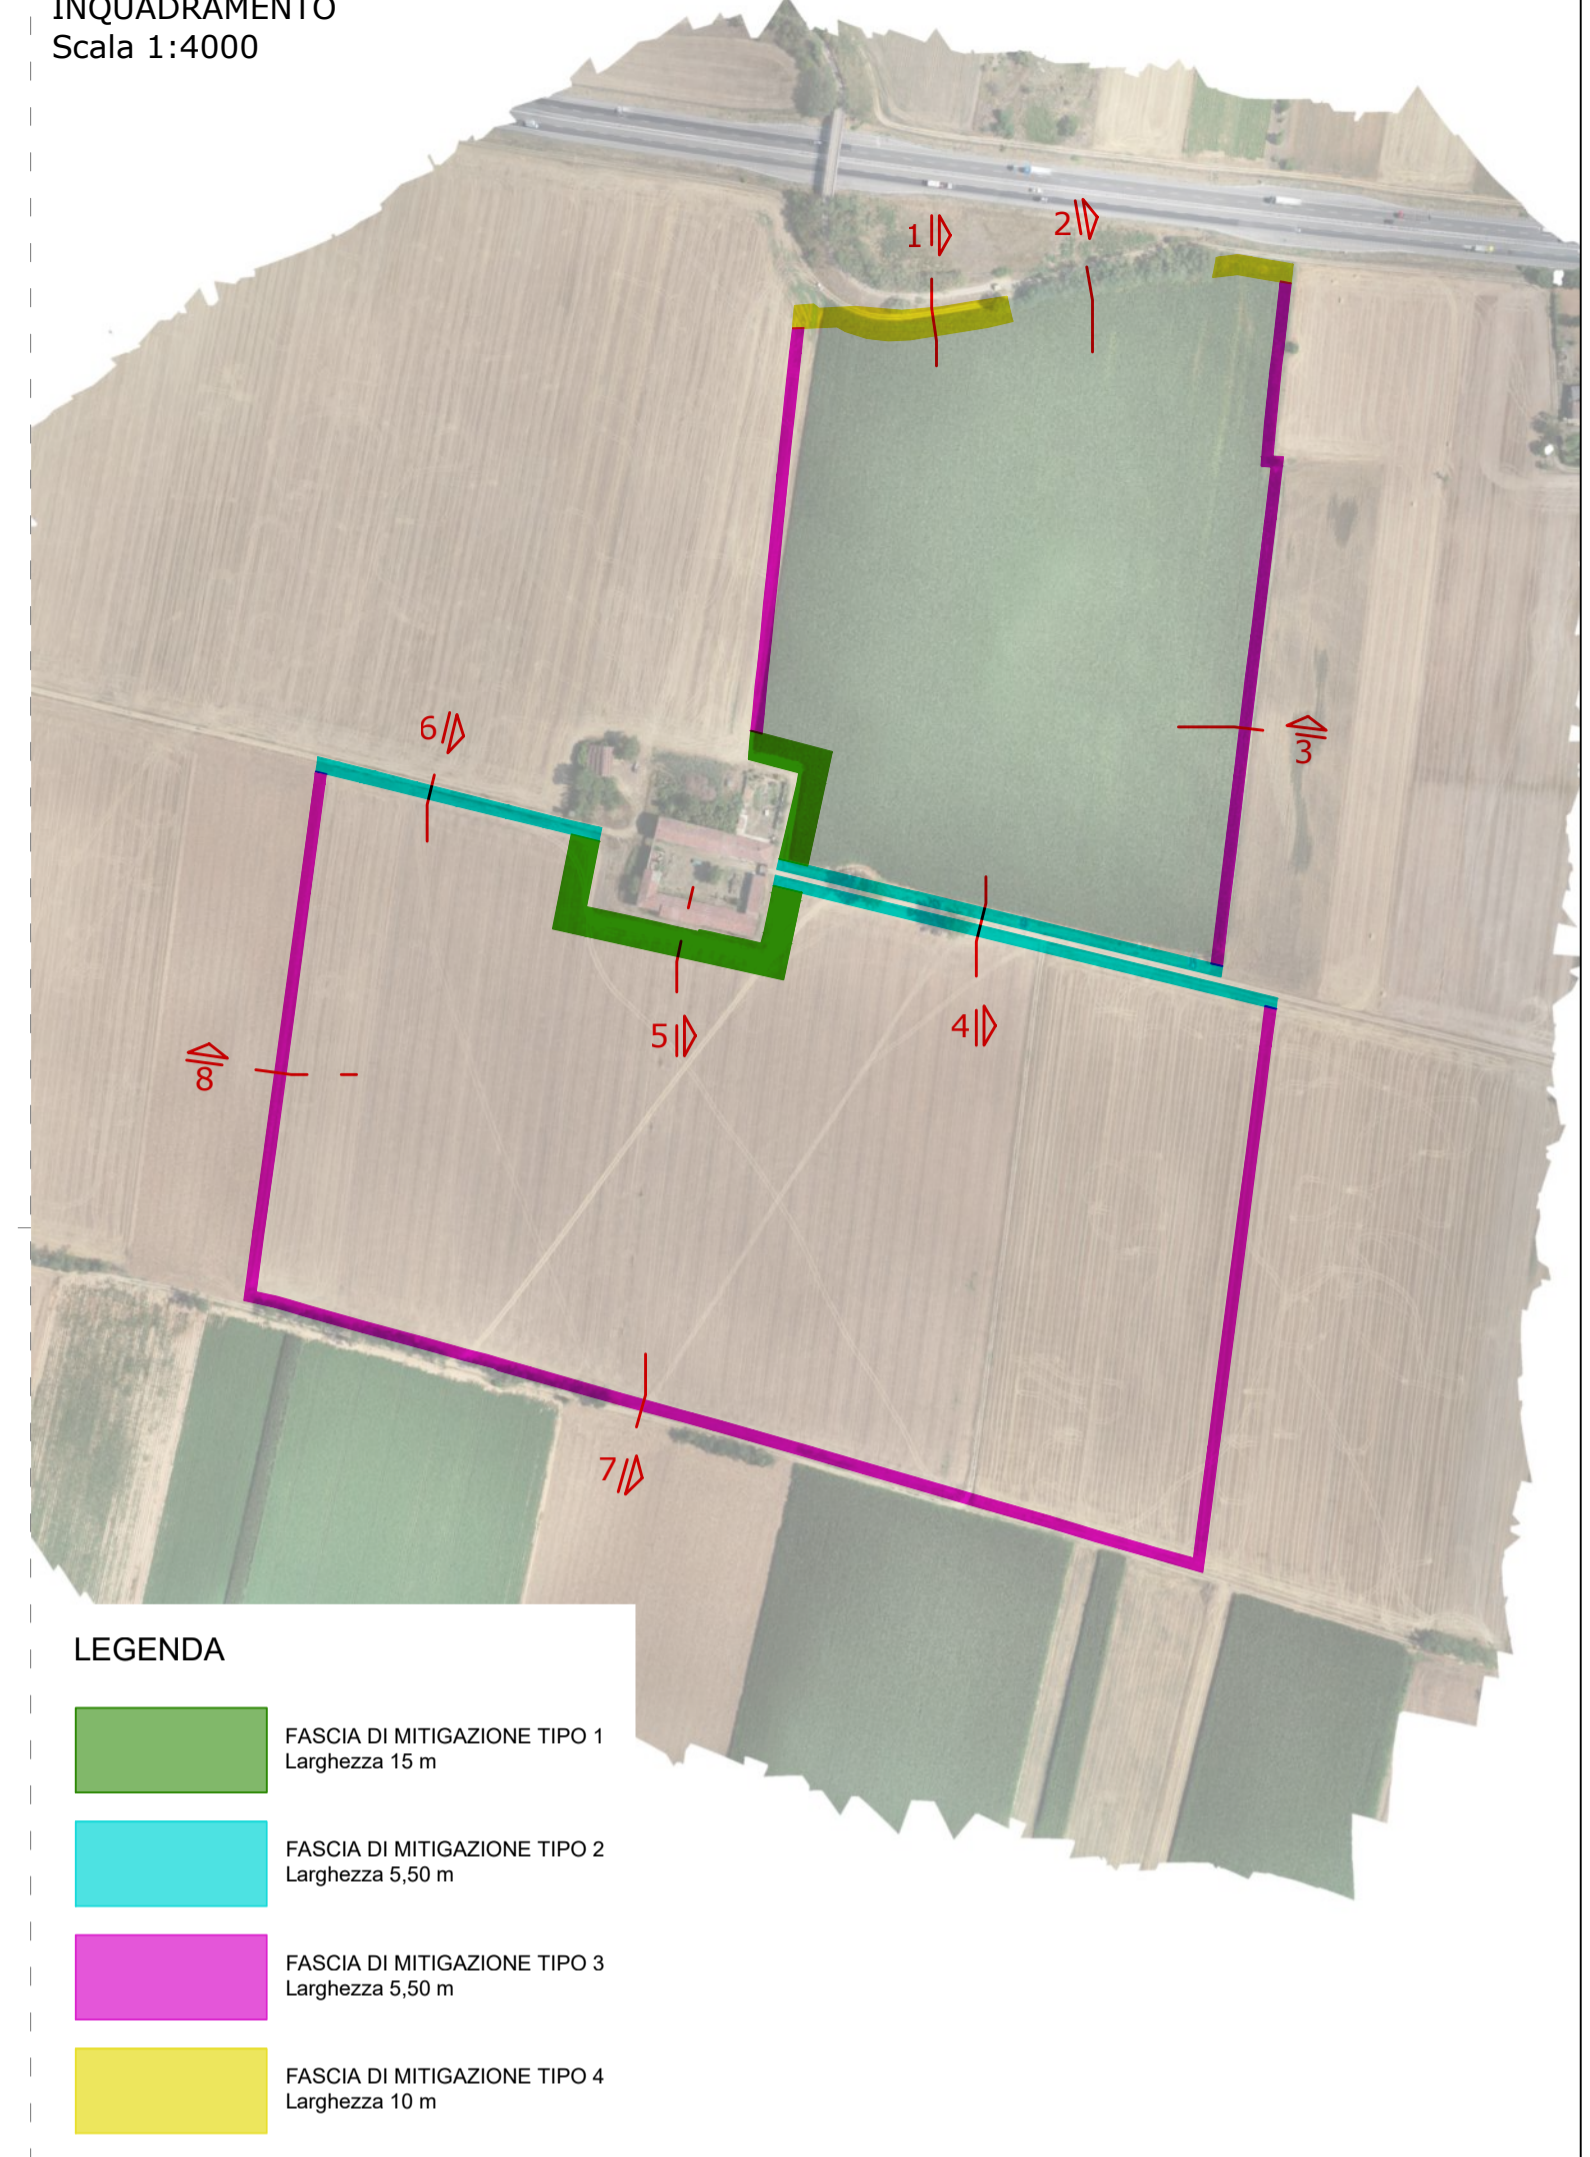 INQUADRAMENTO
Scala 1:4000
1
2
3
6
5
4
8
7
LEGENDA
FASCIA DI MITIGAZIONE TIPO 1
Larghezza 15 m
FASCIA DI MITIGAZIONE TIPO 2
Larghezza 5,50 m
FASCIA DI MITIGAZIONE TIPO 3
Larghezza 5,50 m
FASCIA DI MITIGAZIONE TIPO 4
Larghezza 10 m